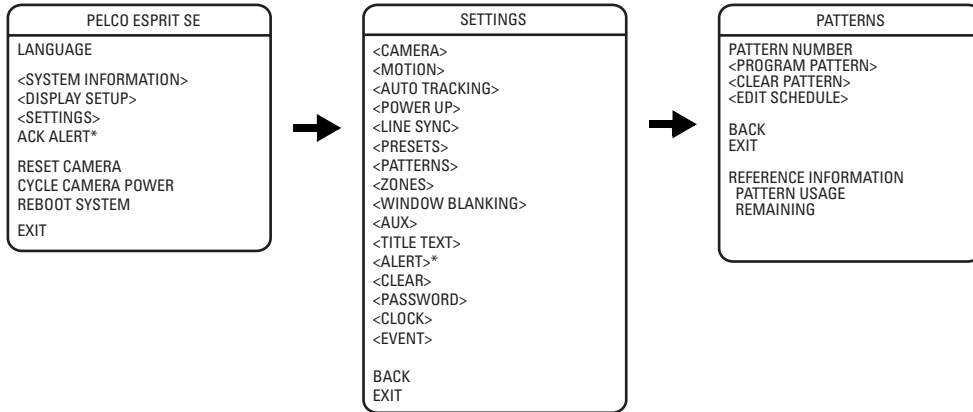 PELCO ESPRIT SE
LANGUAGE
<SYSTEM INFORMATION>
<DISPLAY SETUP>
<SETTINGS>
ACK ALERT*
RESET CAMERA
CYCLE CAMERA POWER
REBOOT SYSTEM
EXIT
SETTINGS
<CAMERA>
<MOTION>
<AUTO TRACKING>
<POWER UP>
<LINE SYNC>
<PRESETS>
<PATTERNS>
<ZONES>
<WINDOW BLANKING>
<AUX>
<TITLE TEXT>
<ALERT>*
<CLEAR>
<PASSWORD>
<CLOCK>
<EVENT>
BACK
EXIT
PATTERNS
PATTERN NUMBER
<PROGRAM PATTERN>
<CLEAR PATTERN>
<EDIT SCHEDULE>
BACK
EXIT
REFERENCE INFORMATION
PATTERN USAGE
REMAINING